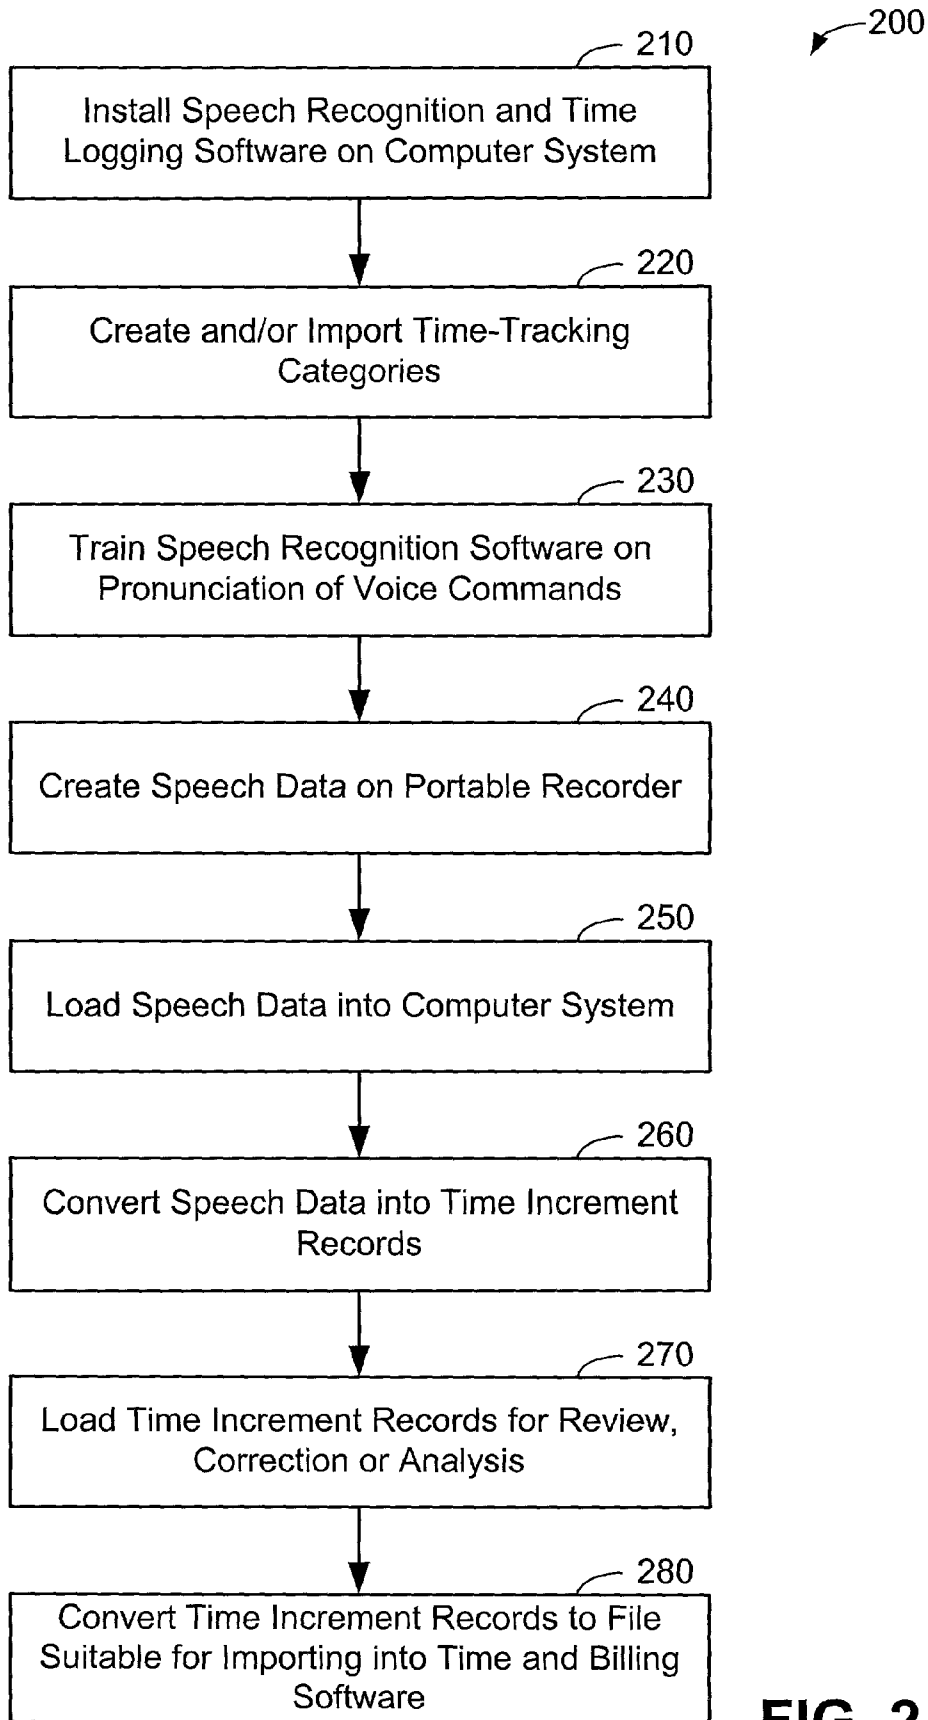 200
210
Install Speech Recognition and Time
Logging Software on Computer System
220
Create and/or Import Time-Tracking
Categories
230
Train Speech Recognition Software on
Pronunciation of Voice Commands
240
Create Speech Data on Portable Recorder
250
Load Speech Data into Computer System
260
Convert Speech Data into Time Increment
Records
270
Load Time Increment Records for Review,
Correction or Analysis
280
Convert Time Increment Records to File
Suitable for Importing into Time and Billing
Software
FIG. 2